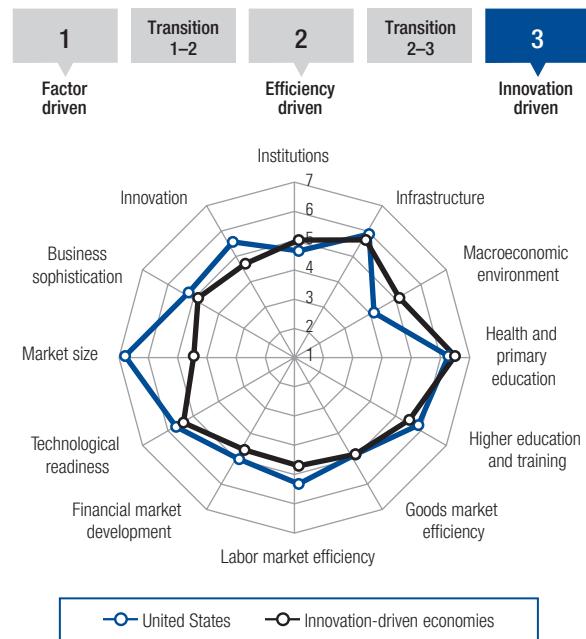 1
Transition
1–2
2
Transition
2–3
3
Factor
driven
Efficiency
driven
Innovation
driven
Institutions
7
Innovation
Infrastructure
6
5
Business
sophistication
Macroeconomic
environment
4
3
2
Market size
1
Health and
primary
education
Technological
readiness
Higher education
and training
Financial market
development
Goods market
efficiency
Labor market efficiency
United States
Innovation-driven economies